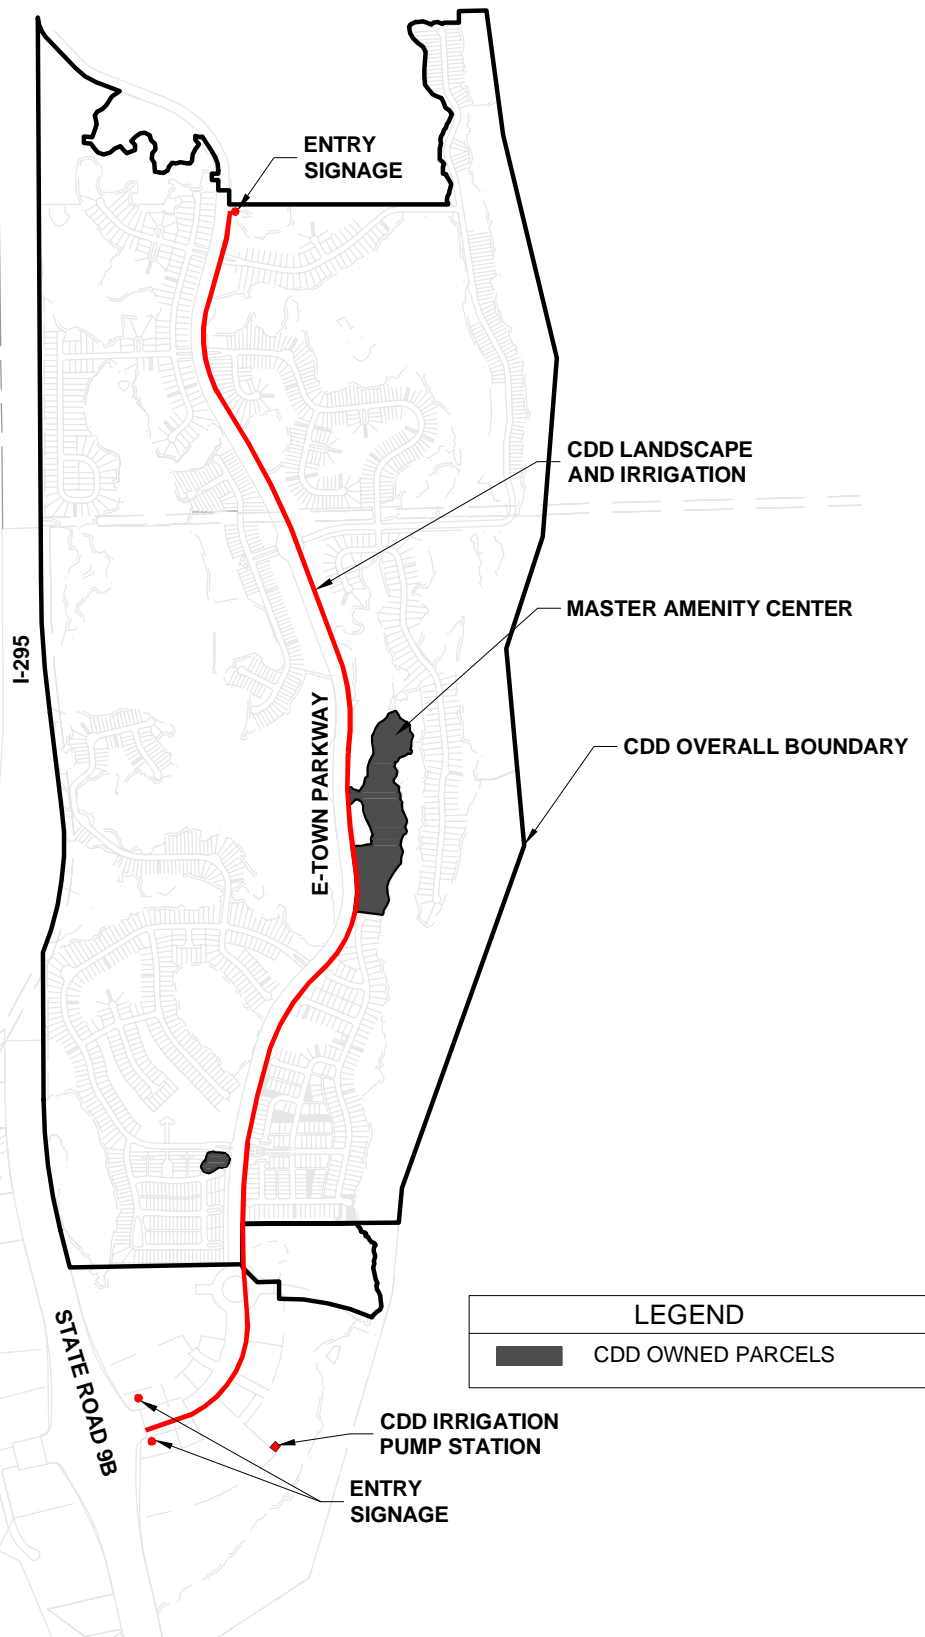 ENTRY
SIGNAGE
CDD LANDSCAPE
AND IRRIGATION
MASTER AMENITY CENTER
I-295
E-TOWN PARKWAY
CDD OVERALL BOUNDARY
LEGEND
CDD OWNED PARCELS
STATE ROAD 9B
CDD IRRIGATION
PUMP STATION
ENTRY
SIGNAGE